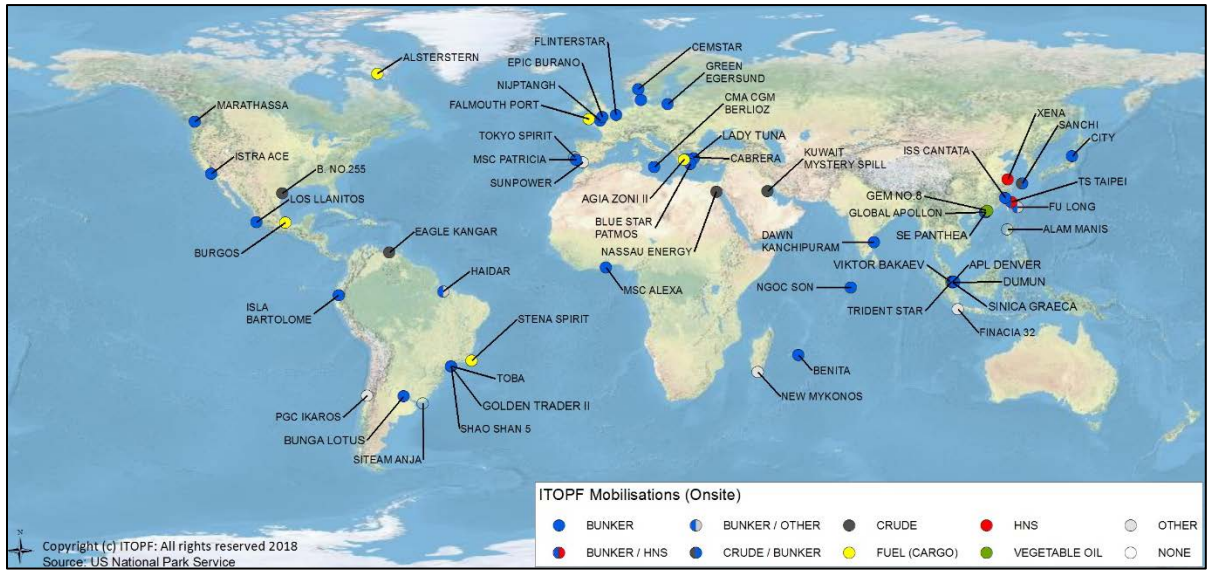 ALSTERSTERN
FLINTERSTAR
EPIC BURANO
NIJPTANGH
FALMOUTH PORT
CEMSTAR
GREEN
EGERSUND
CMA CGM
BERLIOZ
MARATHASSA
TOKYO SPIRIT
LADY TUNA
XENA
SANCHI
ISTRA ACE
MSC PATRICIA
CABRERA
KUWAIT
MYSTERY SPILL
ISS CANTATA
CITY
B. NO.255
SUNPOWER
TS TAIPEI
LOS LLANITOS
AGIA ZONI II
GEM NO 8
FU LONG
GLOBAL APOLLON
BLUE STAR
PATMOS
SE PANTHEA
ALAM MANIS
EAGLE KANGAR
NASSAU ENERGY
DAWN
KANCHIPURAM
BURGOS
HAIDAR
VIKTOR BAKAEV
APL DENVER
MSC ALEXA
NGOC SON
DUMUN
ISLA
BARTOLOME
SINICA GRAECA
TRIDENT STAR
STENA SPIRIT
FINACIA 32
BENITA
TOBA
NEW MYKONOS
GOLDEN TRADER II
PGC IKAROS
SHAO SHAN 5
BUNGA LOTUS
SITEAM ANJA
ITOPF Mobilisations (Onsite)
BUNKER
BUNKER / OTHER
CRUDE
HNS
OTHER
BUNKER / HNS
CRUDE / BUNKER
FUEL (CARGO)
VEGETABLE OIL
NONE
N
Copyright (c) ITOPF: All rights reserved 2018
Source: US National Park Service